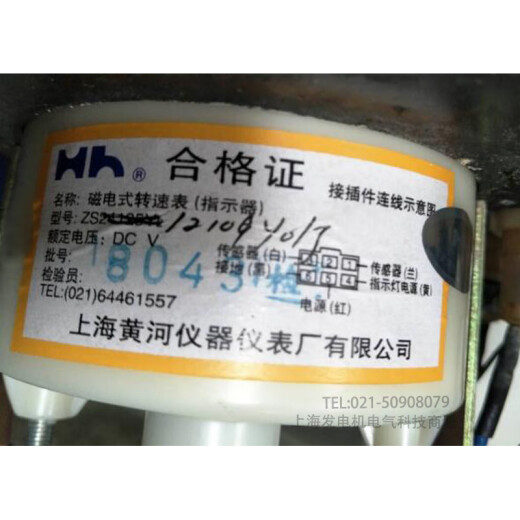 Hh ® 合格证
名称: 磁电式转速表(指示器)
接插件连线示意图
型号: ZS2
额定电压: DC V
批号: 18043
检验员:
TEL:(021)64461557
传感器(白)
接地(黑)
传感器(兰)
指示灯电源(黄)
电源(红)
上海黄河仪器仪表厂有限公司
TEL:021-50908079
上海发电机电气科技商